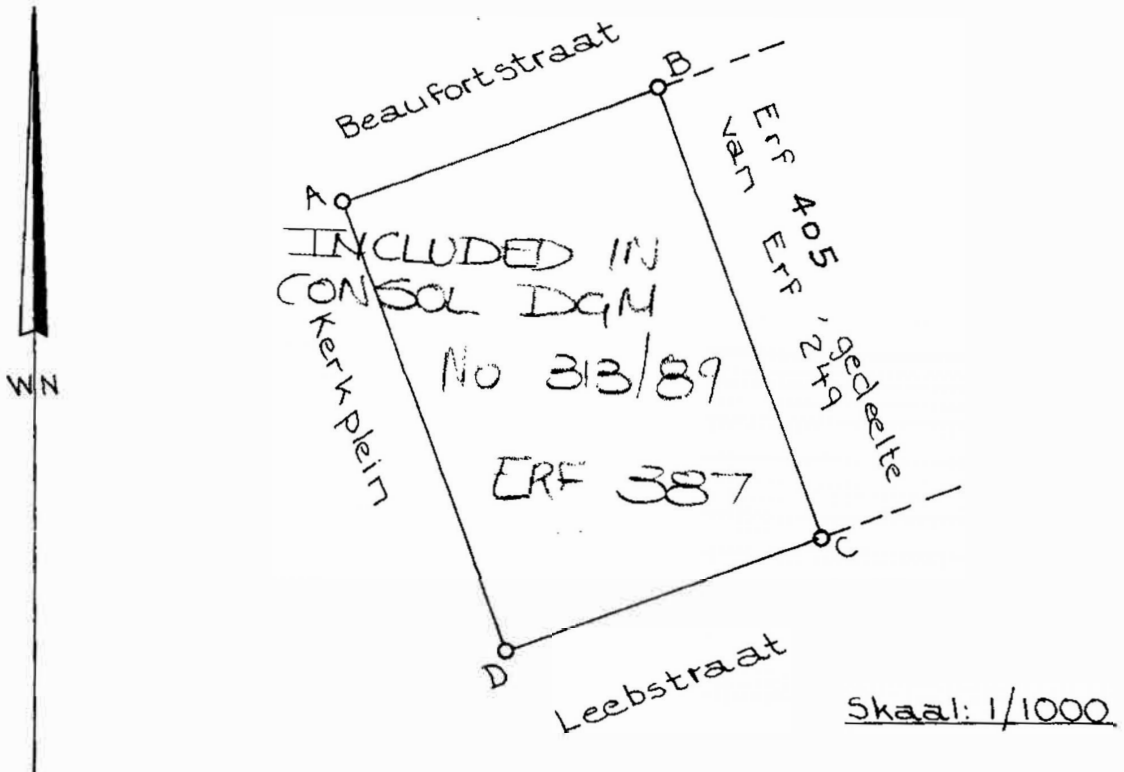 Beaufortstraat
B
A
Erf 405, gedeelte
van Erf 249
INCLUDED IN
CONSOL DGM
No 313/89
ERF 387
Kerkplein
WN
C
D
Leebstraat
Skaal: 1/1000